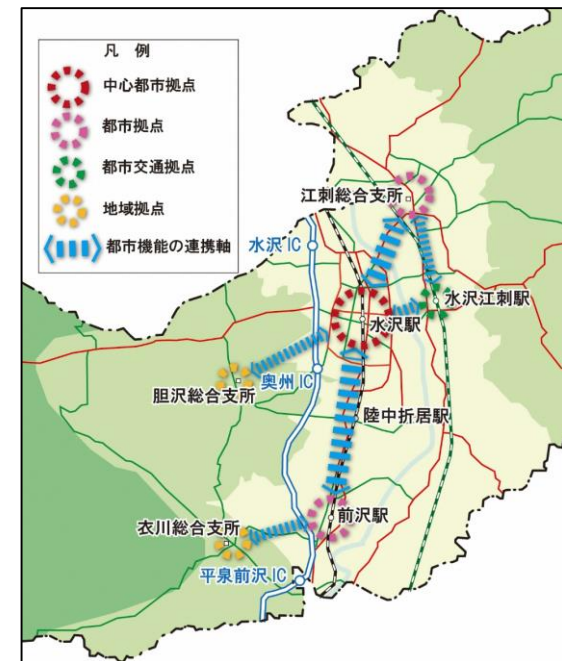 凡 例
中心都市拠点
都市拠点
都市交通拠点
地域拠点
都市機能の連携軸
江刺総合支所
水沢IC
水沢江刺駅
水沢駅
奥州IC
胆沢総合支所
陸中折居駅
前沢駅
衣川総合支所
平泉前沢IC